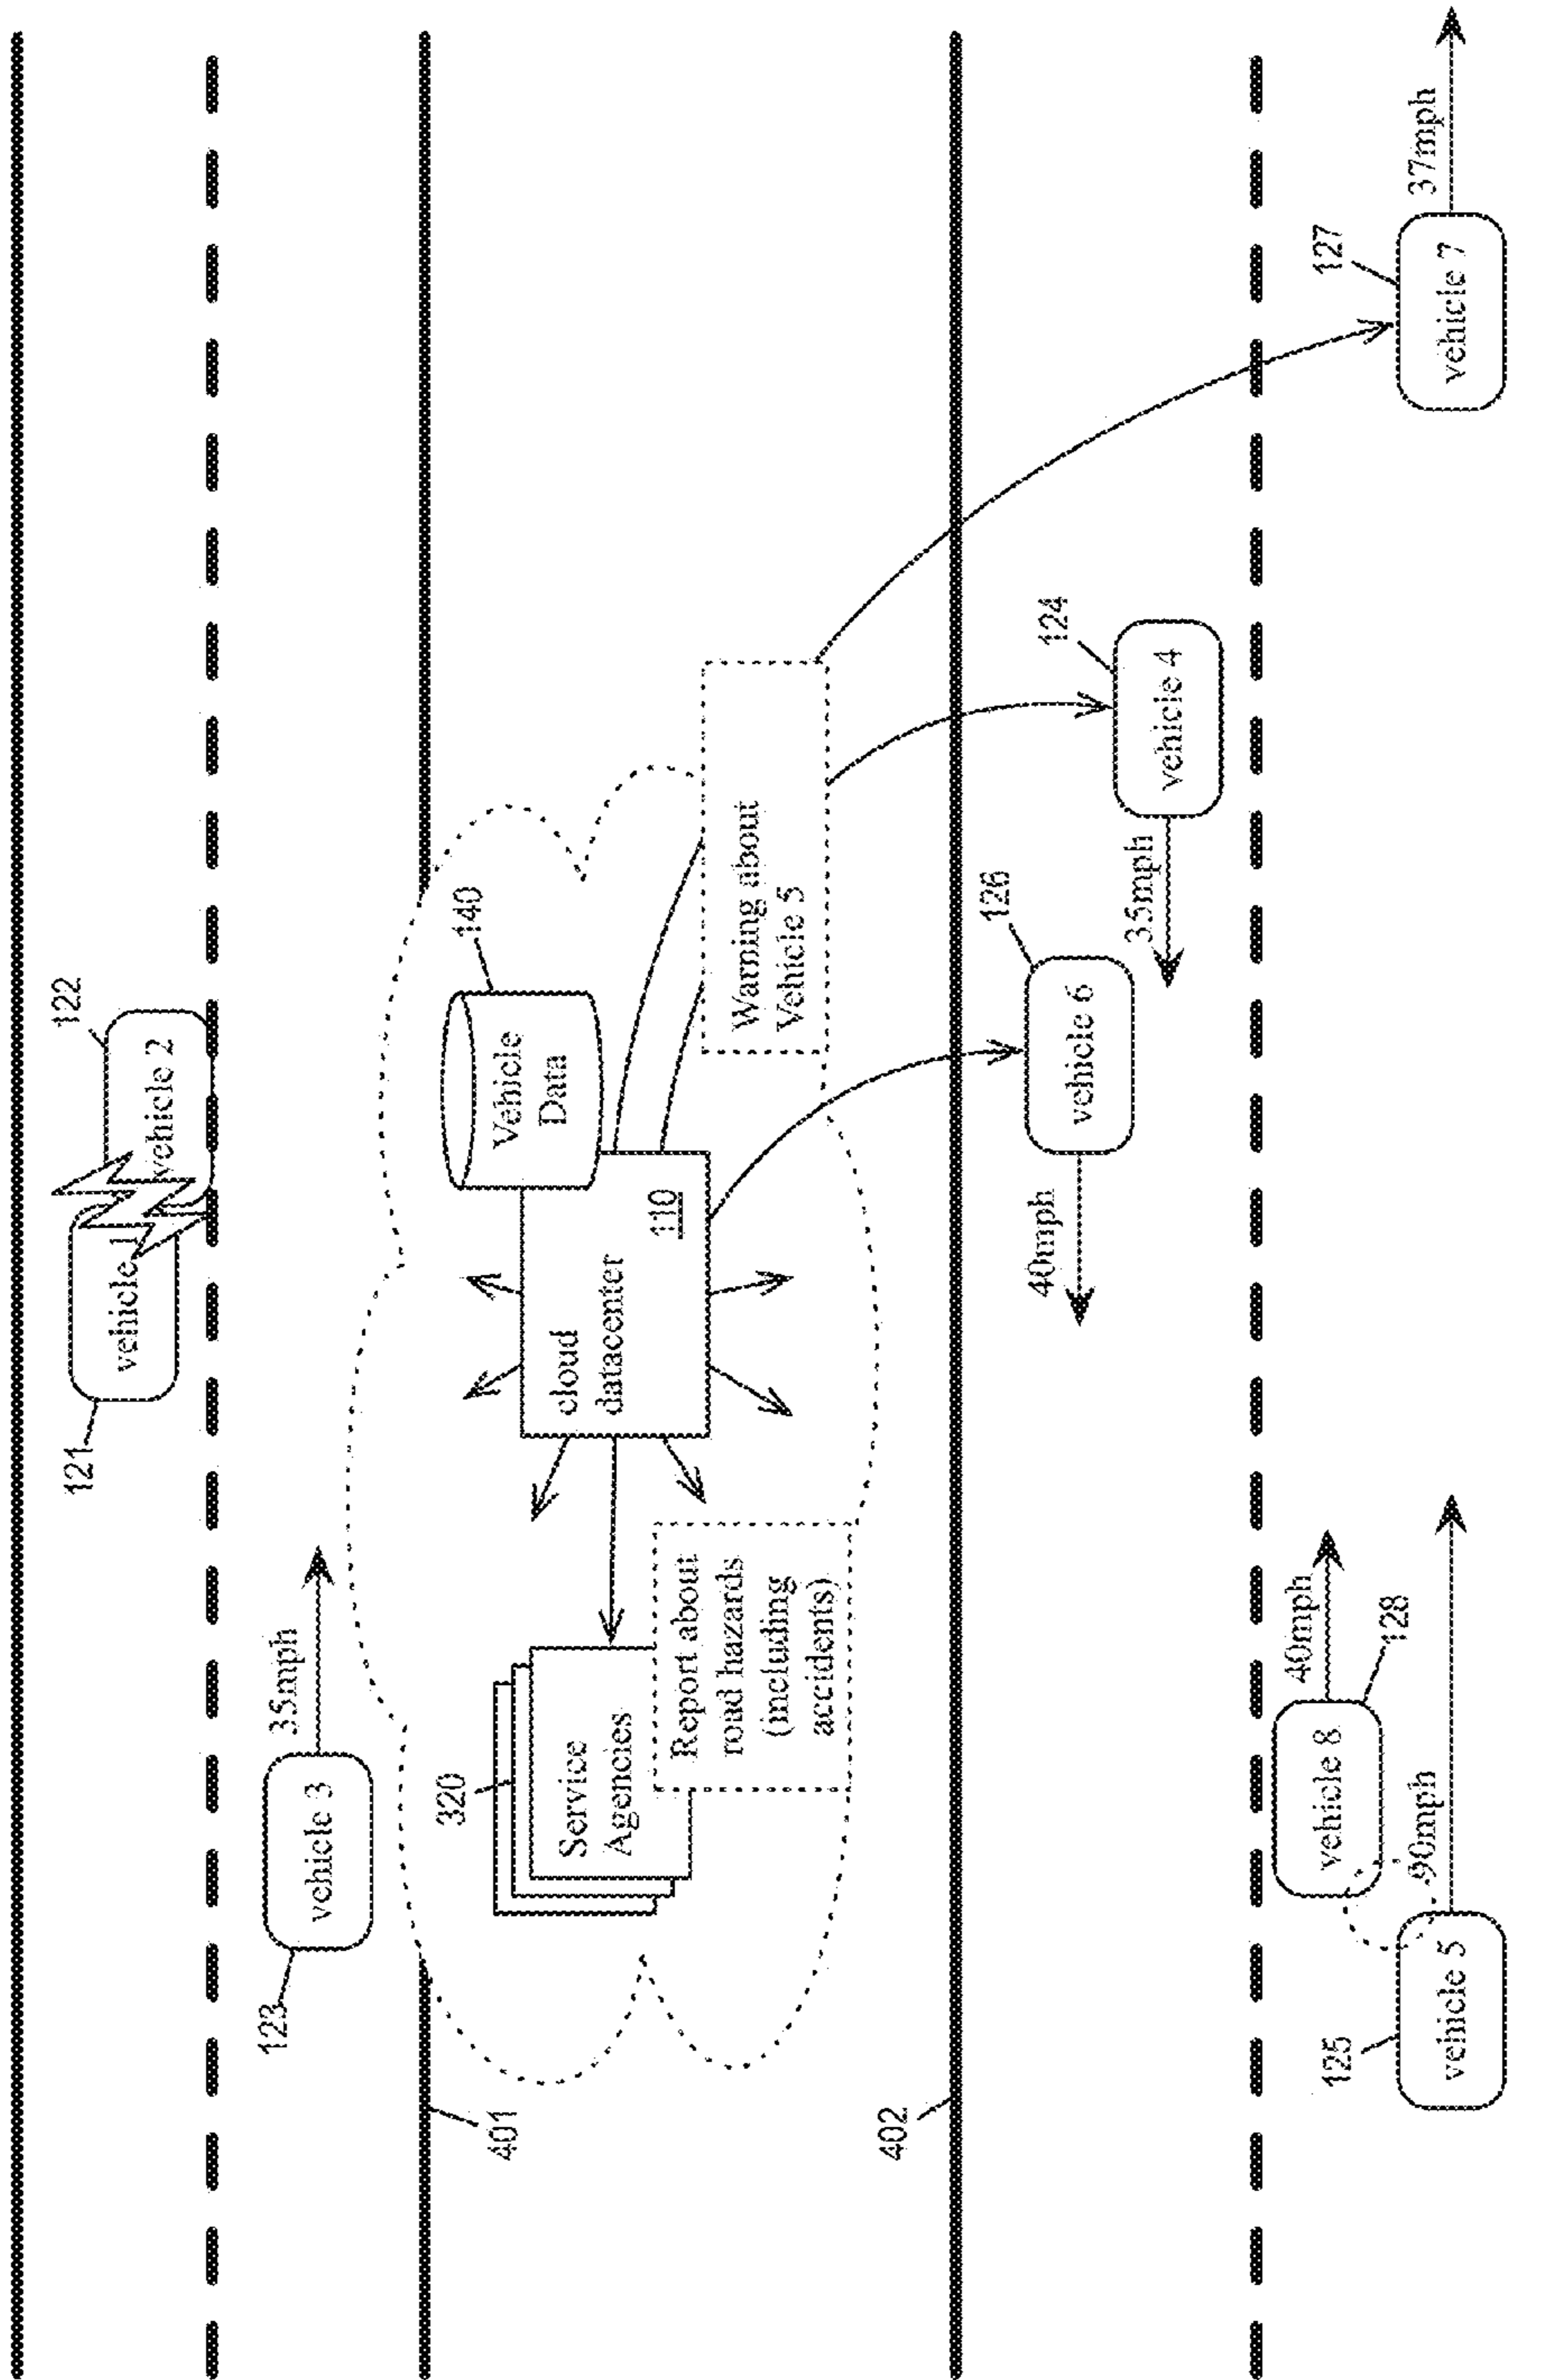 121
vehicle 1
122
vehicle 2
123
vehicle 3
35mph
401
320
Service
Agencies
Report about
road hazards
(including
accidents)
cloud
datacenter
110
140
Vehicle
Data
Warning about
Vehicle 5
402
40mph
126
vehicle 6
35mph
124
vehicle 4
125
vehicle 5
90mph
vehicle 8
128
40mph
127
vehicle 7
37mph